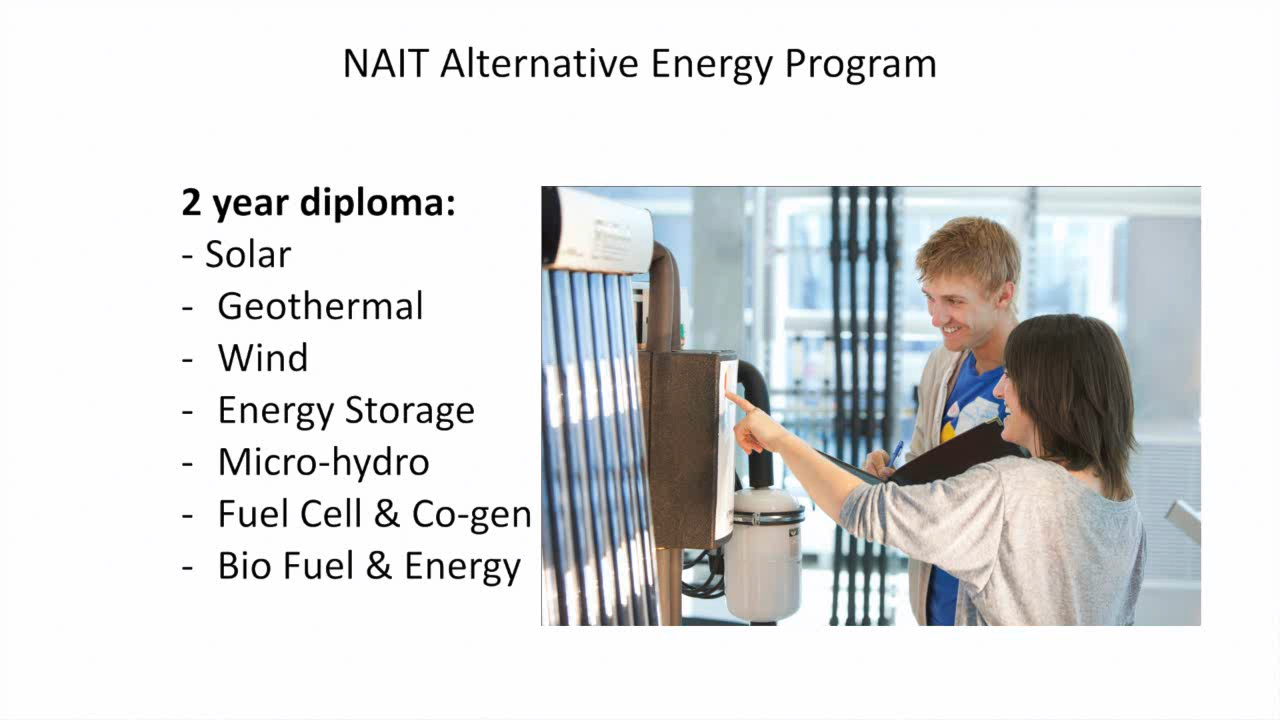 NAIT Alternative Energy Program
2 year diploma:
- Solar
- Geothermal
- Wind
- Energy Storage
- Micro-hydro
- Fuel Cell & Co-gen
- Bio Fuel & Energy